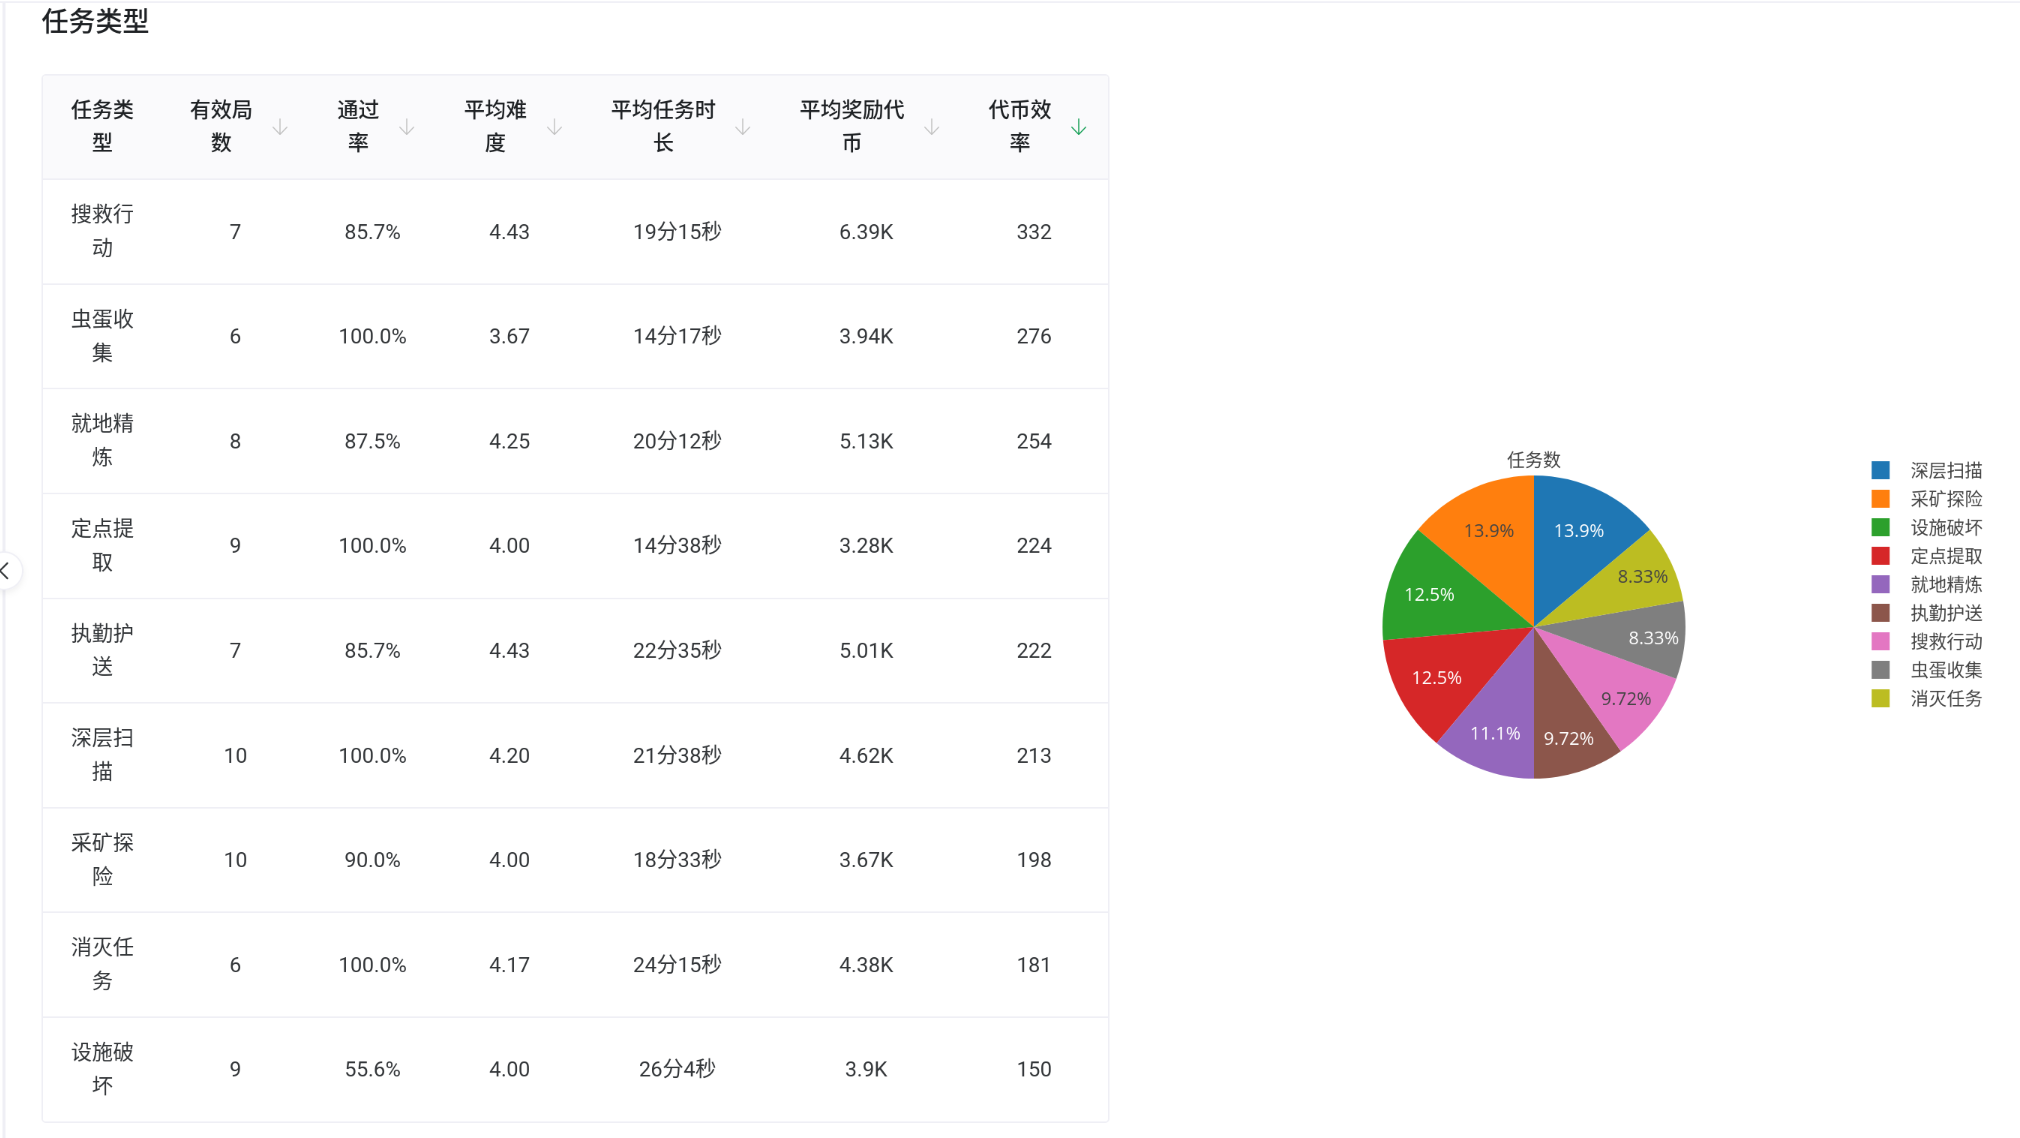 任务类型
任务类型 有效局数 通过率 平均难度 平均任务时长 平均奖励代币 代币效率
搜救行动 7 85.7% 4.43 19分15秒 6.39K 332
虫蛋收集 6 100.0% 3.67 14分17秒 3.94K 276
就地精炼 8 87.5% 4.25 20分12秒 5.13K 254
定点提取 9 100.0% 4.00 14分38秒 3.28K 224
执勤护送 7 85.7% 4.43 22分35秒 5.01K 222
深层扫描 10 100.0% 4.20 21分38秒 4.62K 213
采矿探险 10 90.0% 4.00 18分33秒 3.67K 198
消灭任务 6 100.0% 4.17 24分15秒 4.38K 181
设施破坏 9 55.6% 4.00 26分4秒 3.9K 150
任务数
13.9%
13.9%
8.33%
12.5%
8.33%
12.5%
9.72%
11.1%
9.72%
深层扫描
采矿探险
设施破坏
定点提取
就地精炼
执勤护送
搜救行动
虫蛋收集
消灭任务